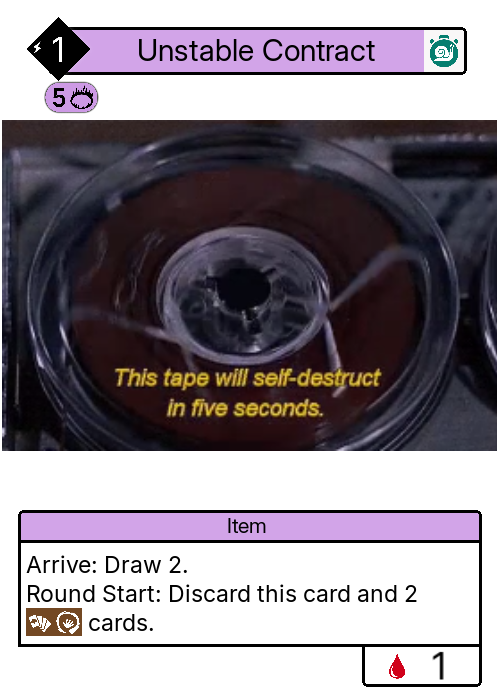 1 Unstable Contract
5
This tape will self-destruct
in five seconds.
Item
Arrive: Draw 2.
Round Start: Discard this card and 2
cards.
1